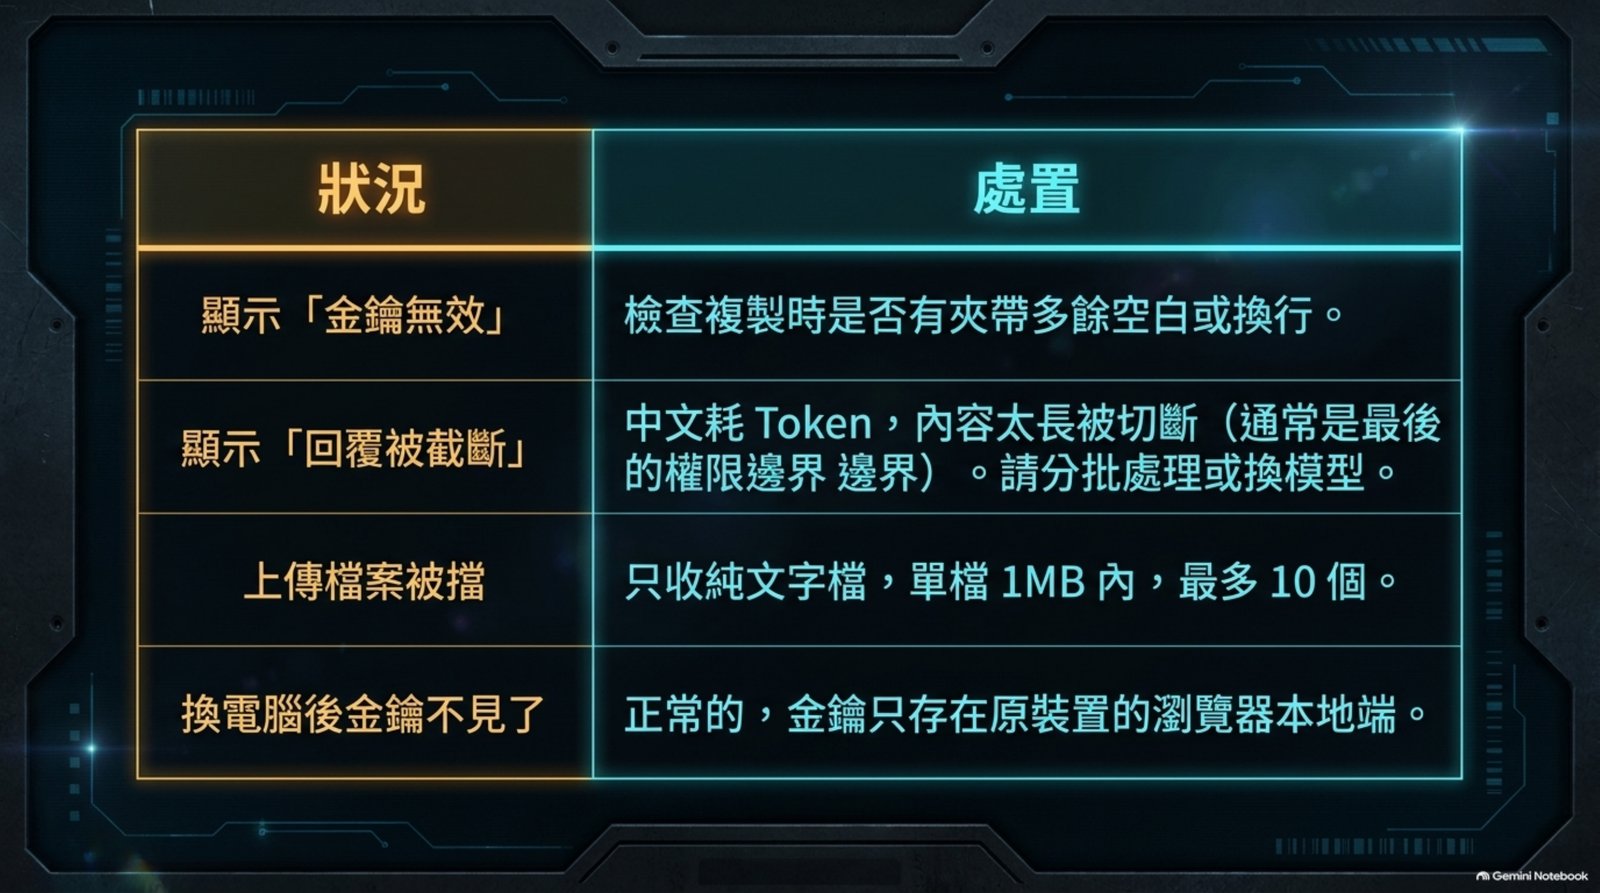 狀況
處置
顯示「金鑰無效」
檢查複製時是否有夾帶多餘空白或換行。
顯示「回覆被截斷」
中文耗 Token，內容太長被切斷（通常是最後
的權限邊界 邊界）。請分批處理或換模型。
上傳檔案被擋
只收純文字檔，單檔 1MB 內，最多 10 個。
換電腦後金鑰不見了
正常的，金鑰只存在原裝置的瀏覽器本地端。
Gemini Notebook